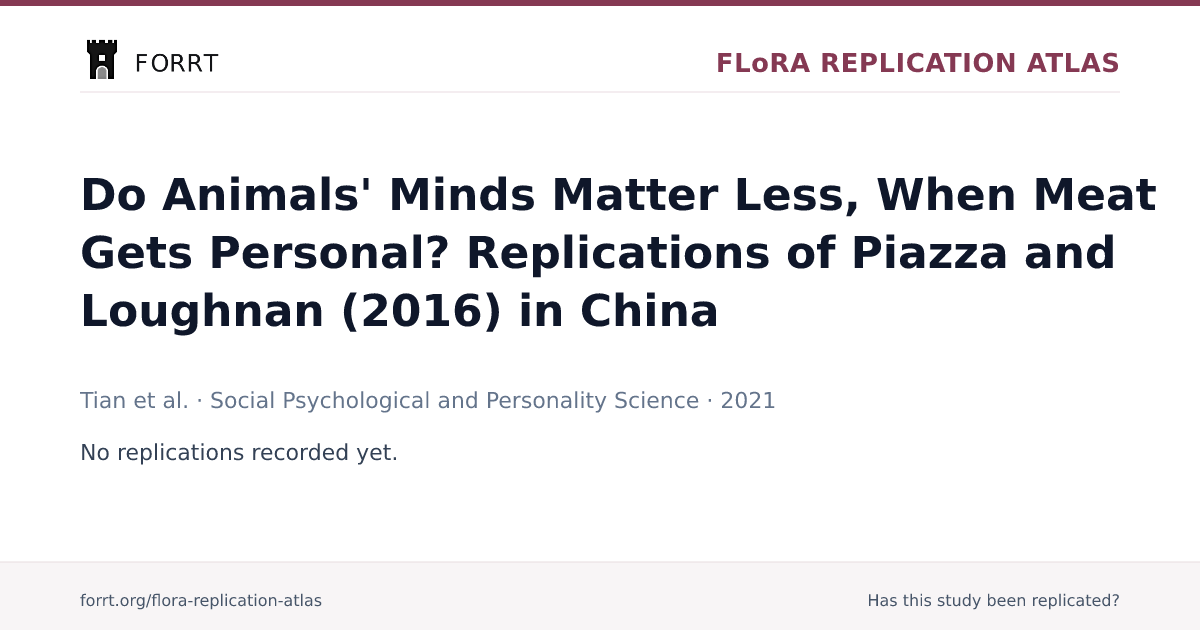 FORRT
FLoRA REPLICATION ATLAS
Do Animals' Minds Matter Less, When Meat
Gets Personal? Replications of Piazza and
Loughnan (2016) in China
Tian et al. · Social Psychological and Personality Science · 2021
No replications recorded yet.
forrt.org/flora-replication-atlas
Has this study been replicated?